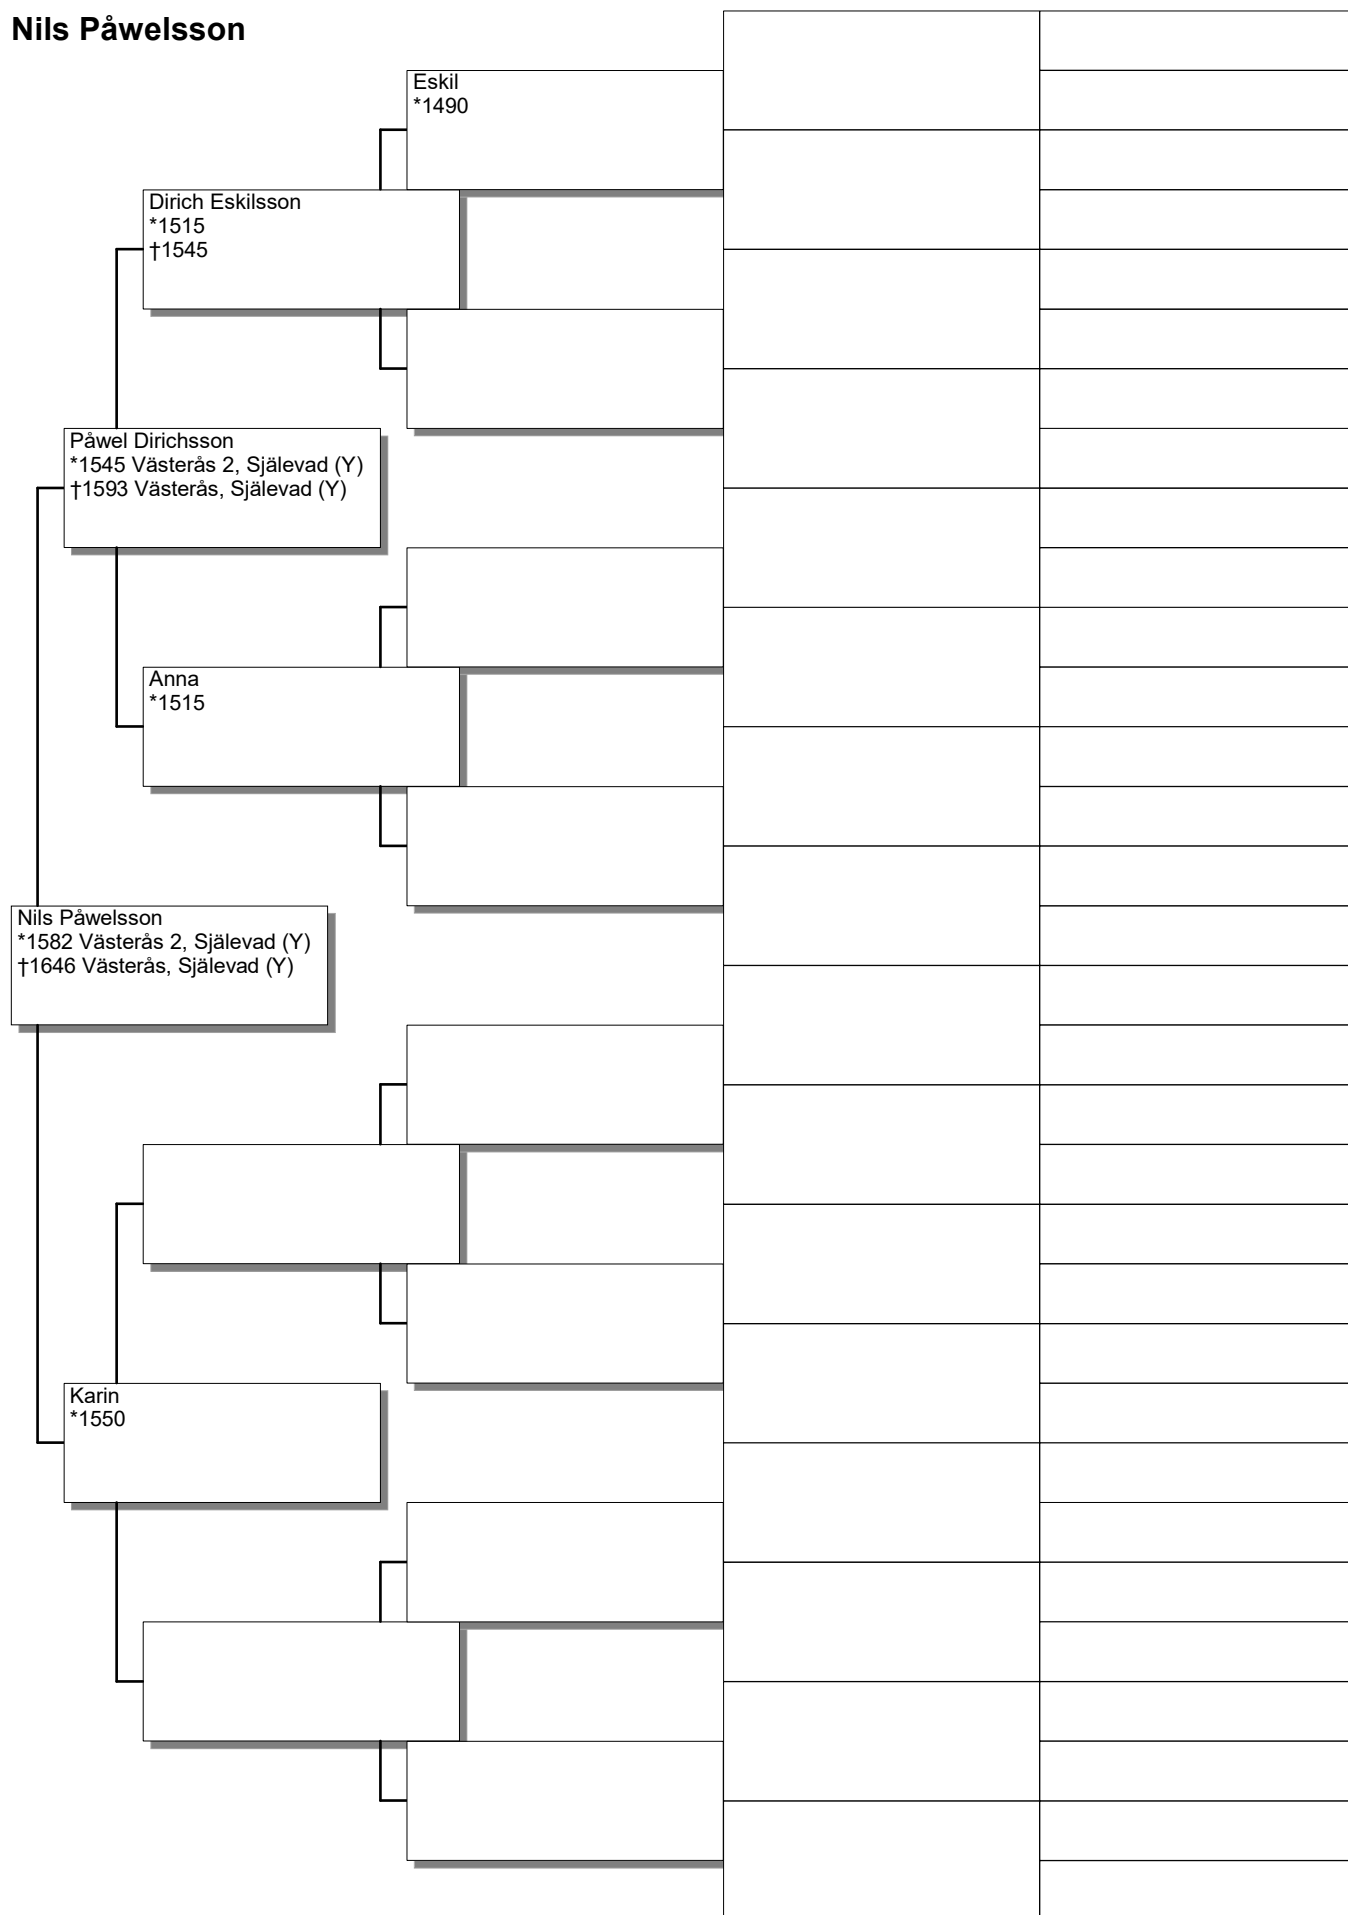 Nils Påwelsson
Eskil
*1490
Dirich Eskilsson
*1515
†1545
Påwel Dirichsson
*1545 Västerås 2, Själevad (Y)
†1593 Västerås, Själevad (Y)
Anna
*1515
Nils Påwelsson
*1582 Västerås 2, Själevad (Y)
†1646 Västerås, Själevad (Y)
Karin
*1550